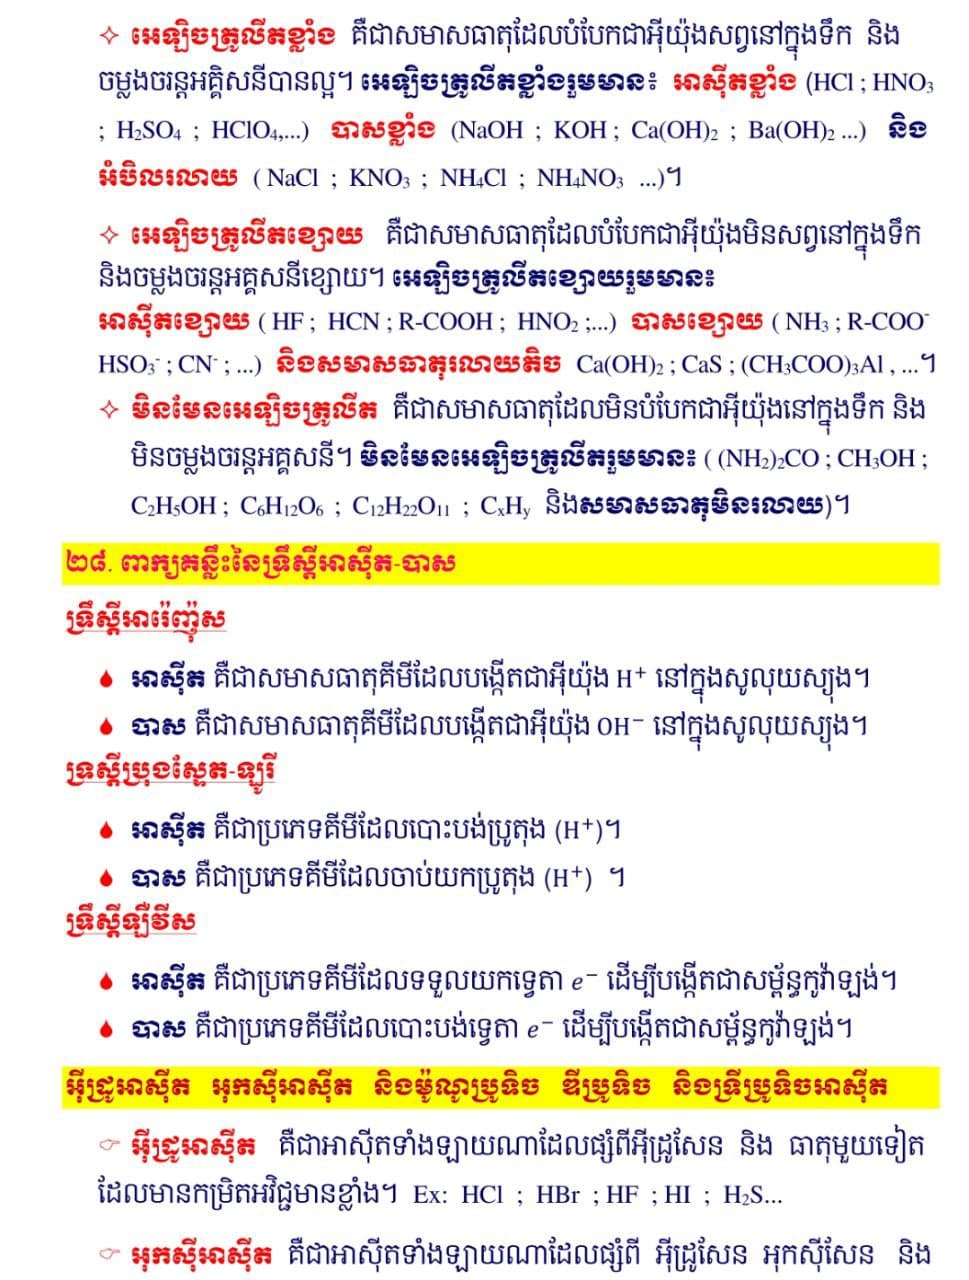 ✧ អេឡិចត្រូលីតខ្លាំង គឺជាសមាសធាតុដែលបំបែកជាអ៊ីយ៉ុងសព្វនៅក្នុងទឹក និង
ចម្លងចរន្តអគ្គិសនីបានល្អ។ អេឡិចត្រូលីតខ្លាំងរួមមាន៖ អាស៊ីតខ្លាំង (HCl ; HNO₃
; H₂SO₄ ; HClO₄,...) បាសខ្លាំង (NaOH ; KOH ; Ca(OH)₂ ; Ba(OH)₂ ...) និង
អំបិលរលាយ ( NaCl ; KNO₃ ; NH₄Cl ; NH₄NO₃ ...)។
✧ អេឡិចត្រូលីតខ្សោយ គឺជាសមាសធាតុដែលបំបែកជាអ៊ីយ៉ុងមិនសព្វនៅក្នុងទឹក
និងចម្លងចរន្តអគ្គសនីខ្សោយ។ អេឡិចត្រូលីតខ្សោយរួមមាន៖
អាស៊ីតខ្សោយ ( HF ; HCN ; R-COOH ; HNO₂ ;...) បាសខ្សោយ ( NH₃ ; R-COO⁻
HSO₃⁻ ; CN⁻ ; ...) និងសមាសធាតុរលាយតិច Ca(OH)₂ ; CaS ; (CH₃COO)₃Al , ...។
✧ មិនមែនអេឡិចត្រូលីត គឺជាសមាសធាតុដែលមិនបំបែកជាអ៊ីយ៉ុងនៅក្នុងទឹក និង
មិនចម្លងចរន្តអគ្គសនី។ មិនមែនអេឡិចត្រូលីតរួមមាន៖ ( (NH₂)₂CO ; CH₃OH ;
C₂H₅OH ; C₆H₁₂O₆ ; C₁₂H₂₂O₁₁ ; CₓHᵧ និងសមាសធាតុមិនរលាយ)។
២៨. ពាក្យគន្លឹះនៃទ្រឹស្តីអាស៊ីត-បាស
ទ្រឹស្តីអារ៉េញ៉ុស
អាស៊ីត គឺជាសមាសធាតុគីមីដែលបង្កើតជាអ៊ីយ៉ុង H⁺ នៅក្នុងសូលុយស្យុង។
បាស គឺជាសមាសធាតុគីមីដែលបង្កើតជាអ៊ីយ៉ុង OH⁻ នៅក្នុងសូលុយស្យុង។
ទ្រស្តីប្រុងស្តែត-ឡូរី
អាស៊ីត គឺជាប្រភេទគីមីដែលបោះបង់ប្រូតុង (H⁺)។
បាស គឺជាប្រភេទគីមីដែលចាប់យកប្រូតុង (H⁺) ។
ទ្រឹស្តីឡឺវីស
អាស៊ីត គឺជាប្រភេទគីមីដែលទទួលយកទ្វេតា e⁻ ដើម្បីបង្កើតជាសម្ព័ន្ធកូវ៉ាឡង់។
បាស គឺជាប្រភេទគីមីដែលបោះបង់ទ្វេតា e⁻ ដើម្បីបង្កើតជាសម្ព័ន្ធកូវ៉ាឡង់។
អ៊ីដ្រូអាស៊ីត អុកស៊ីអាស៊ីត និងម៉ូណូប្រូទិច ឌីប្រូទិច និងទ្រីប្រូទិចអាស៊ីត
☞ អ៊ីដ្រូអាស៊ីត គឺជាអាស៊ីតទាំងឡាយណាដែលផ្សំពីអ៊ីដ្រូសែន និង ធាតុមួយទៀត
ដែលមានកម្រិតអវិជ្ជមានខ្លាំង។ Ex: HCl ; HBr ; HF ; HI ; H₂S...
☞ អុកស៊ីអាស៊ីត គឺជាអាស៊ីតទាំងឡាយណាដែលផ្សំពី អ៊ីដ្រូសែន អុកស៊ីសែន និង